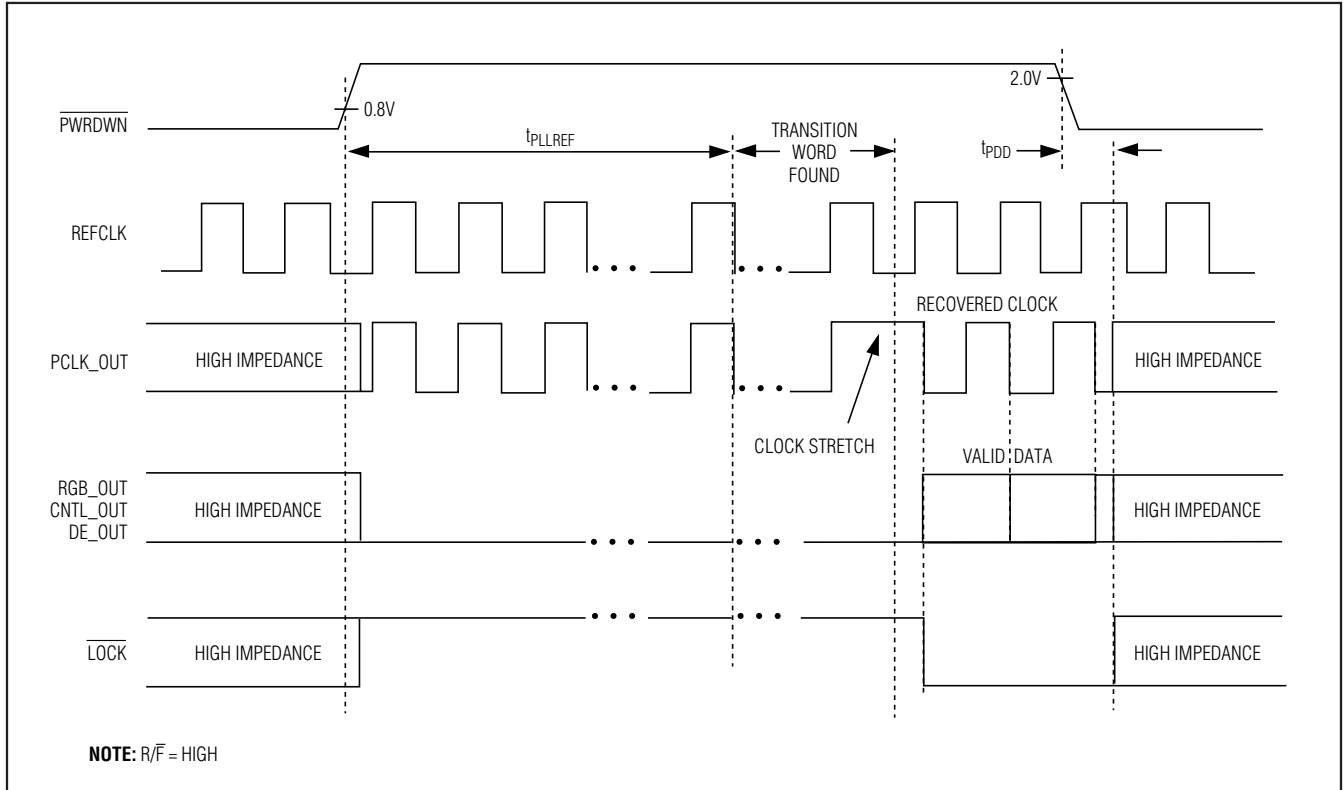 2.0V
0.8V
PWRDWN
tPLLREF
TRANSITION
WORD
FOUND
tPDD
REFCLK
RECOVERED CLOCK
PCLK_OUT
HIGH IMPEDANCE
HIGH IMPEDANCE
CLOCK STRETCH
VALID DATA
RGB_OUT
CNTL_OUT
DE_OUT
HIGH IMPEDANCE
HIGH IMPEDANCE
LOCK
HIGH IMPEDANCE
HIGH IMPEDANCE
NOTE: R/F̅ = HIGH